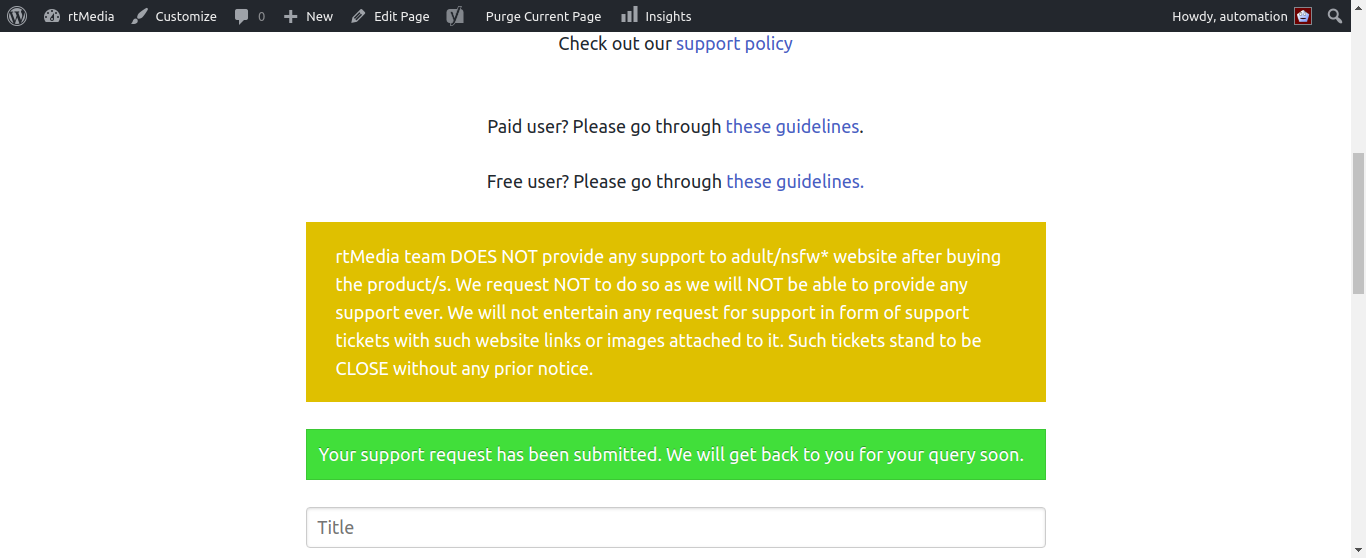 rtMedia Customize 0 New Edit Page Purge Current Page Insights Howdy, automation
Check out our support policy
Paid user? Please go through these guidelines.
Free user? Please go through these guidelines.
rtMedia team DOES NOT provide any support to adult/nsfw* website after buying
the product/s. We request NOT to do so as we will NOT be able to provide any
support ever. We will not entertain any request for support in form of support
tickets with such website links or images attached to it. Such tickets stand to be
CLOSE without any prior notice.
Your support request has been submitted. We will get back to you for your query soon.
Title